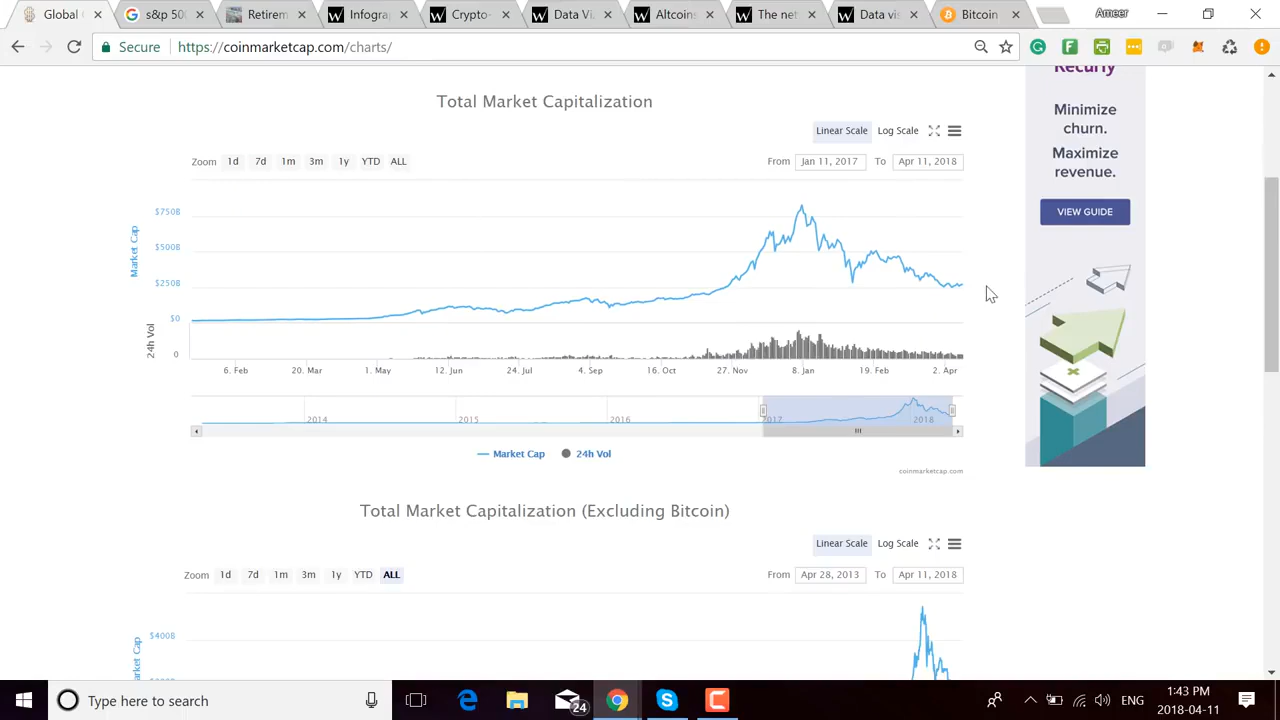 Global
s&p 50
Retirem
Infograp
Crypto-
Data Vi
Altcoins
The net
Data vis
Bitcoin
Ameer
Secure
https://coinmarketcap.com/charts/
Recurly
Minimize
churn.
Maximize
revenue.
VIEW GUIDE
Total Market Capitalization
Linear Scale Log Scale
Zoom 1d 7d 1m 3m 1y YTD ALL
From Jan 11, 2017 To Apr 11, 2018
$750B
$500B
$250B
$0
0
Market Cap
24h Vol
6. Feb 20. Mar 1. May 12. Jun 24. Jul 4. Sep 16. Oct 27. Nov 8. Jan 19. Feb 2. Apr
2014 2015 2016 2017 2018
Market Cap 24h Vol
coinmarketcap.com
Total Market Capitalization (Excluding Bitcoin)
Linear Scale Log Scale
Zoom 1d 7d 1m 3m 1y YTD ALL
From Apr 28, 2013 To Apr 11, 2018
$400B
arket Cap
Type here to search
24
ENG
1:43 PM
2018-04-11